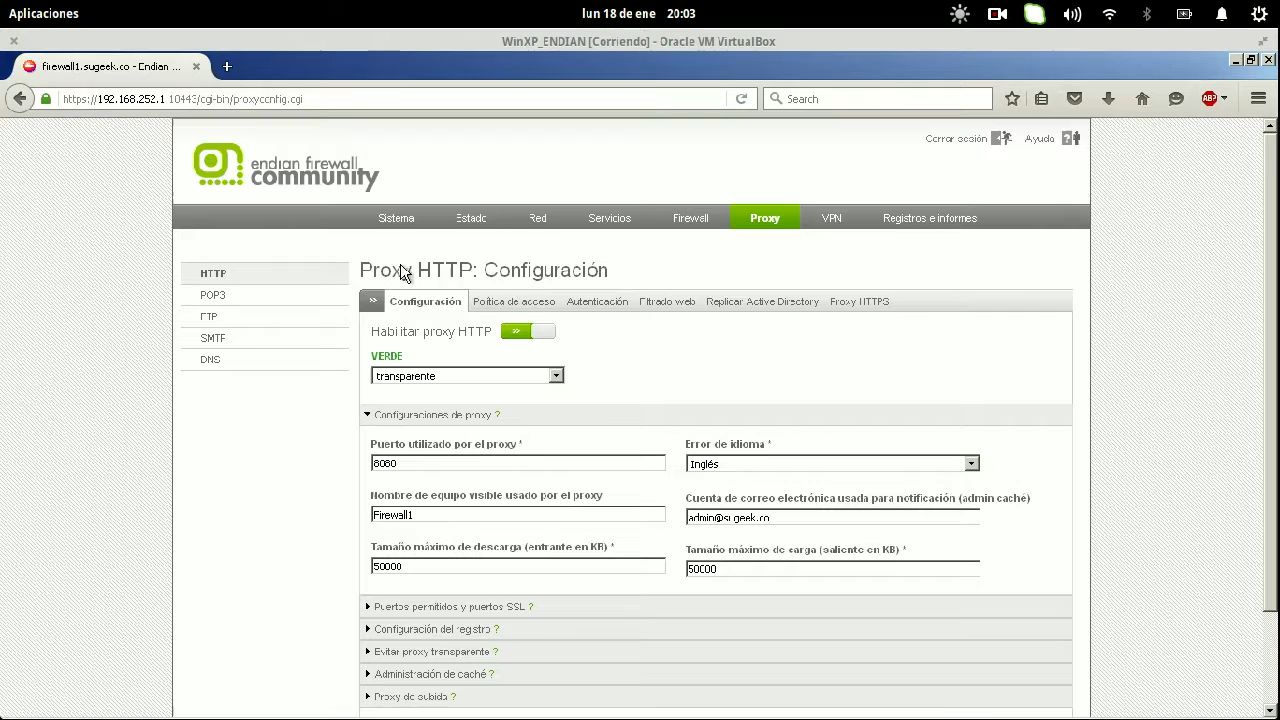 Aplicaciones
lun 18 de ene 20:03
WinXP_ENDIAN [Corriendo] - Oracle VM VirtualBox
firewall1.sugeek.co - Endian ...
https://192.168.252.1:10443/cgi-bin/proxyconfig.cgi
Search
ABP
Cerrar sesión
Ayuda
endian firewall
community
Sistema Estado Red Servicios Firewall Proxy VPN Registros e informes
HTTP
POP3
FTP
SMTP
DNS
Proxy HTTP: Configuración
>> Configuración Política de acceso Autenticación Filtrado web Replicar Active Directory Proxy HTTPS
Habilitar proxy HTTP >>
VERDE
transparente
Configuraciones de proxy ?
Puerto utilizado por el proxy * Error de idioma *
8080 Inglés
Nombre de equipo visible usado por el proxy Cuenta de correo electrónica usada para notificación (admin caché)
Firewall1 admin@sugeek.co
Tamaño máximo de descarga (entrante en KB) * Tamaño máximo de carga (saliente en KB) *
50000 50000
Puertos permitidos y puertos SSL ?
Configuración del registro ?
Evitar proxy transparente ?
Administración de caché ?
Proxy de subida ?